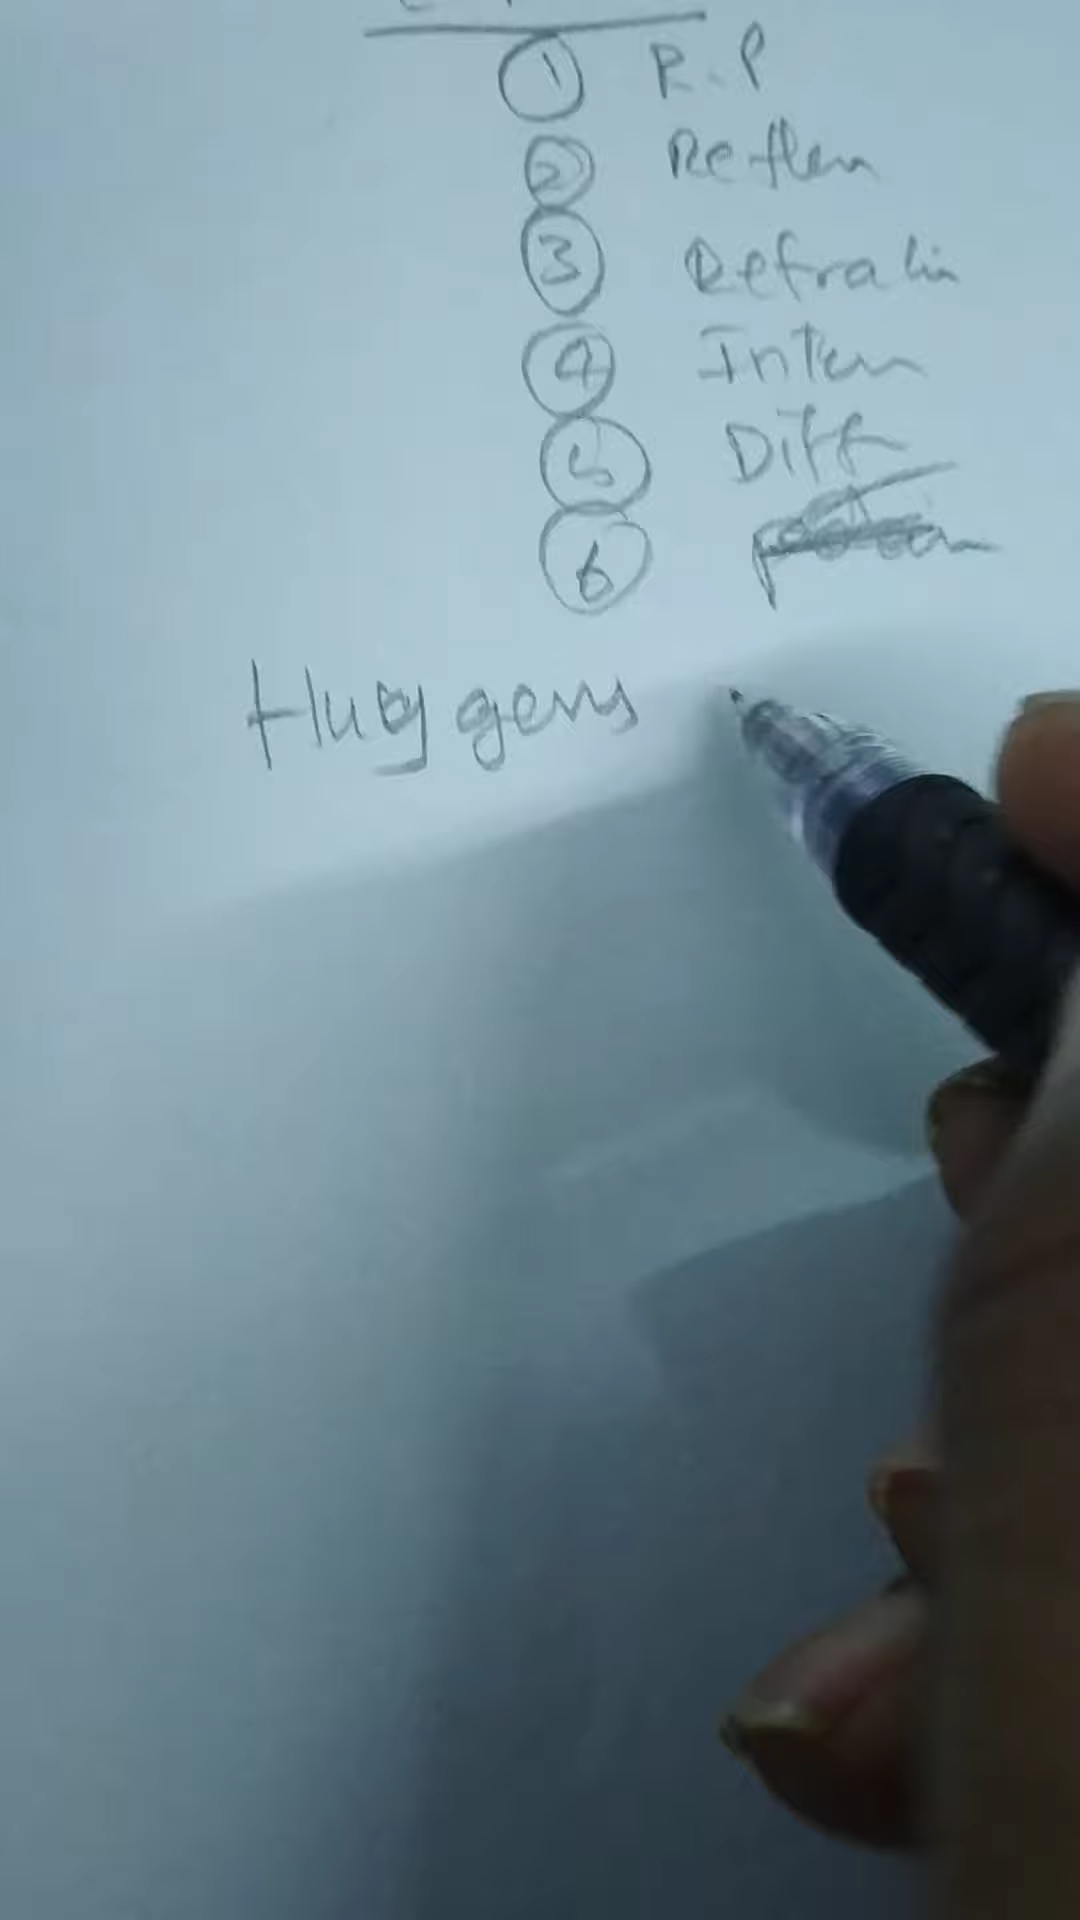 ① R.P
② Reflen
③ Refralin
④ Inten
⑤ Diff
⑥
Huygens